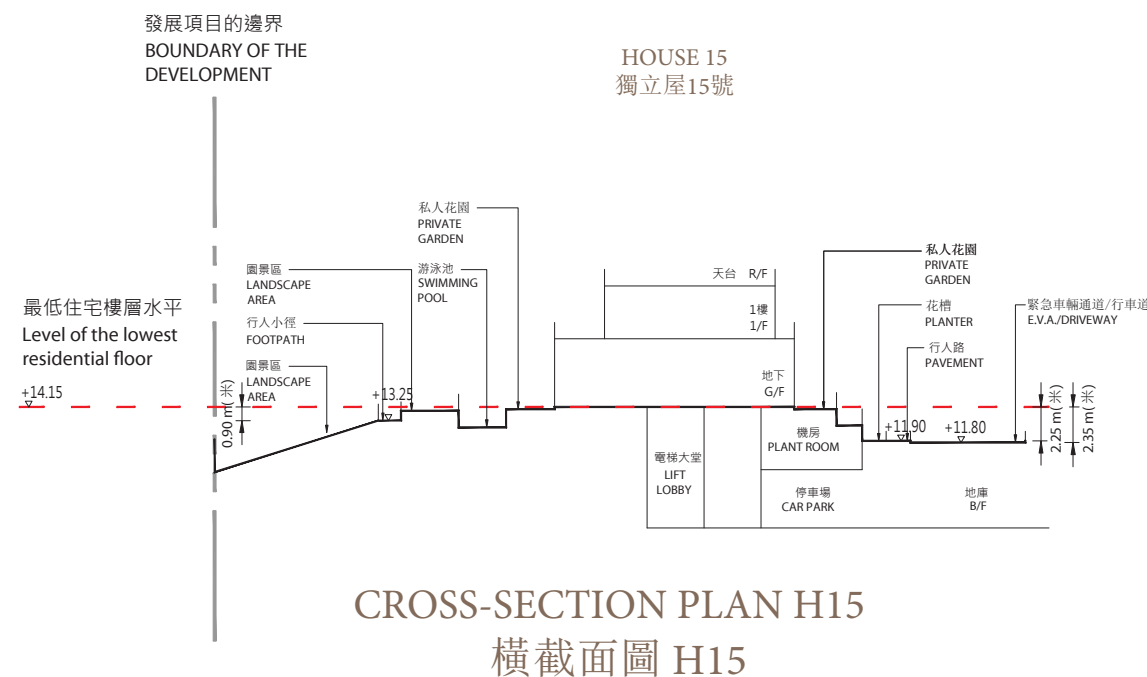 發展項目的邊界
BOUNDARY OF THE
DEVELOPMENT
HOUSE 15
獨立屋15號
私人花園
PRIVATE
GARDEN
園景區
LANDSCAPE
AREA
游泳池
SWIMMING
POOL
天台 R/F
私人花園
PRIVATE
GARDEN
最低住宅樓層水平
Level of the lowest
residential floor
行人小徑
FOOTPATH
1樓
1/F
花槽
PLANTER
緊急車輛通道/行車道
E.V.A./DRIVEWAY
行人路
PAVEMENT
園景區
LANDSCAPE
AREA
地下
G/F
+14.15
0.90 m(米)
+13.25
+11.90
+11.80
2.25 m(米)
2.35 m(米)
機房
PLANT ROOM
電梯大堂
LIFT
LOBBY
停車場
CAR PARK
地庫
B/F
CROSS-SECTION PLAN H15
橫截面圖 H15